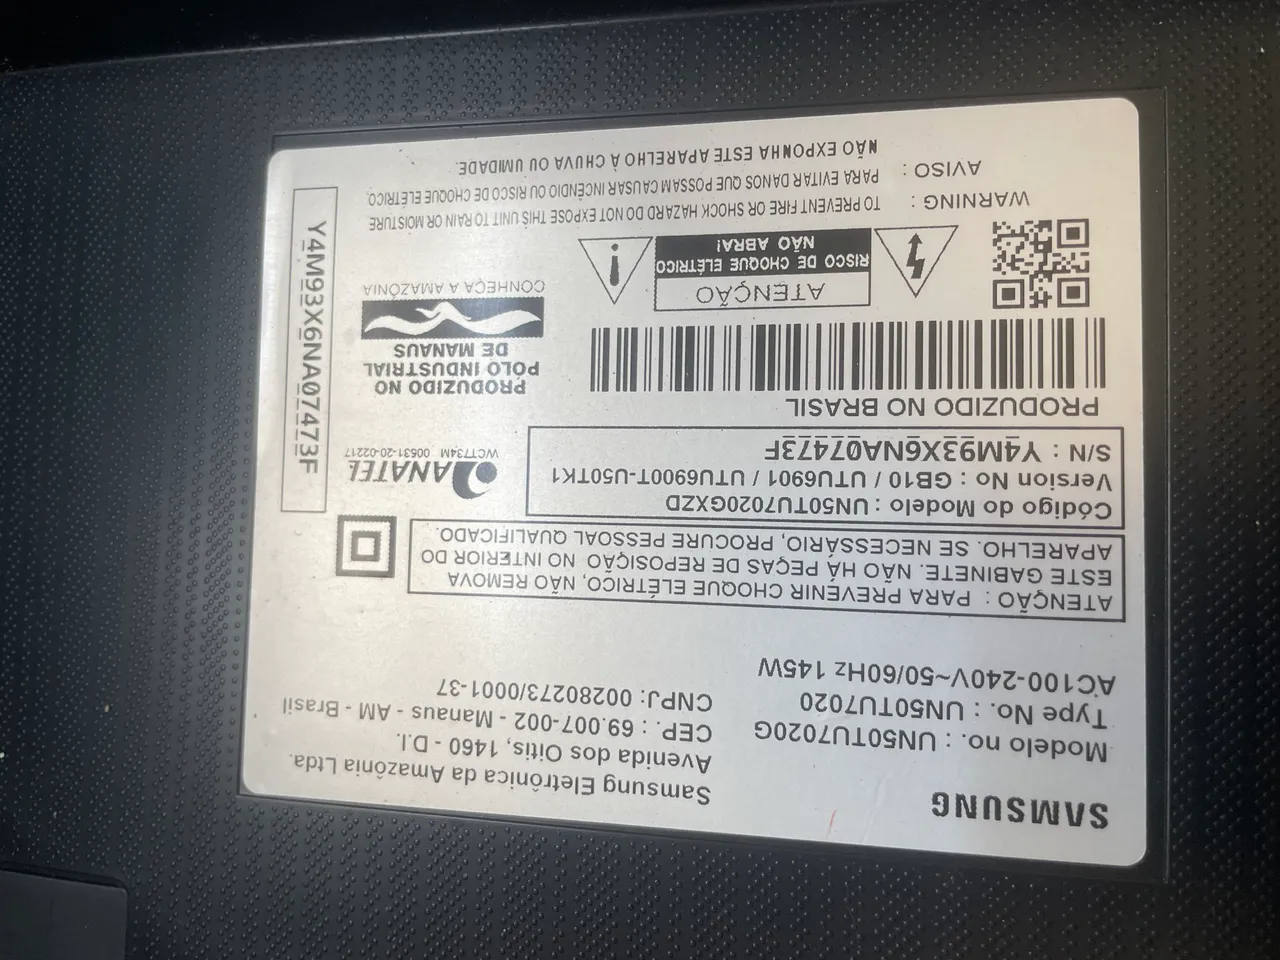 SAMSUNG
Modelo no. : UN50TU7020G
Type No. : UN50TU7020
AC100-240V~50/60Hz 145W
Samsung Eletrônica da Amazônia Ltda.
Avenida dos Oitis, 1460 - D.I.
CEP. : 69.007-002 - Manaus - AM - Brasil
CNPJ: 00280273/0001-37
ATENÇÃO : PARA PREVENIR CHOQUE ELÉTRICO, NÃO REMOVA
ESTE GABINETE. NÃO HÁ PEÇAS DE REPOSIÇÃO NO INTERIOR DO
APARELHO. SE NECESSÁRIO, PROCURE PESSOAL QUALIFICADO.
Código do Modelo : UN50TU7020GXZD
Version No : GB10 / UTU6901 / UTU6900T-U50TK1
S/N : Y4M93X6NA07473F
ANATEL
WCT734M 00531-20-02217
PRODUZIDO NO BRASIL
PRODUZIDO NO
PÓLO INDUSTRIAL
DE MANAUS
CONHEÇA A AMAZÔNIA
ATENÇÃO
RISCO DE CHOQUE ELÉTRICO
NÃO ABRA!
WARNING : TO PREVENT FIRE OR SHOCK HAZARD DO NOT EXPOSE THIS UNIT TO RAIN OR MOISTURE
AVISO : PARA EVITAR DANOS QUE POSSAM CAUSAR INCÊNDIO OU RISCO DE CHOQUE ELÉTRICO,
NÃO EXPONHA ESTE APARELHO À CHUVA OU UMIDADE.
Y4M93X6NA07473F